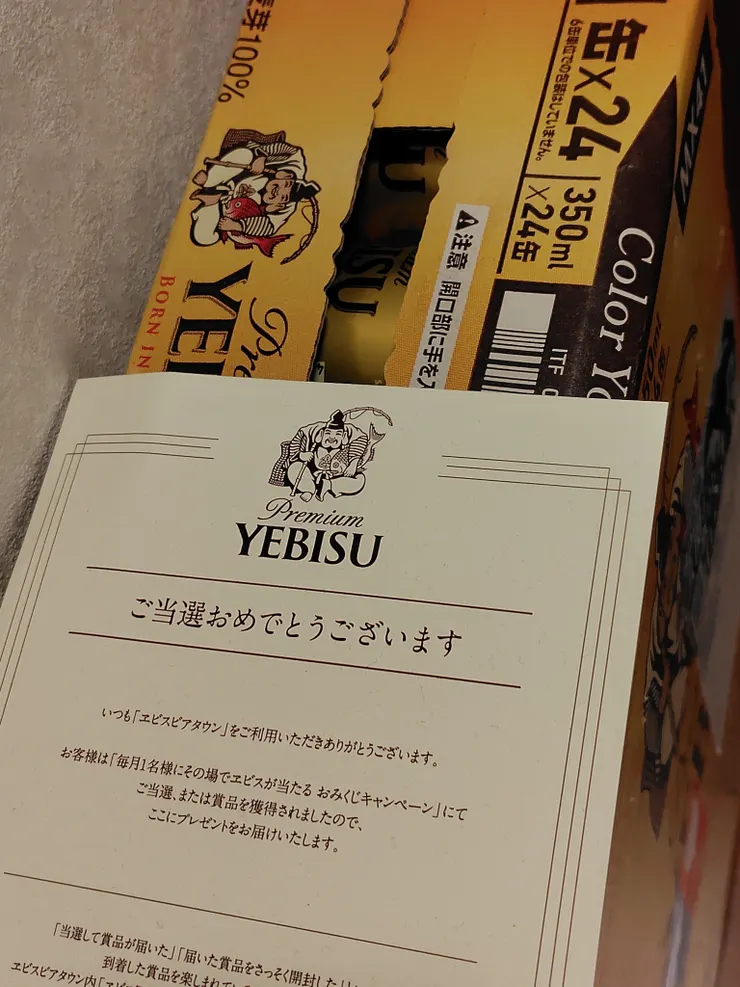 麦芽100%
BORN IN
缶×24
6缶単位での包装はしていません。
350ml
×24缶
⚠注意 開口部に手を
ITF
Color
Premium
YEBISU
ご当選おめでとうございます
いつも「ヱビスビアタウン」をご利用いただきありがとうございます。
お客様は「毎月1名様にその場でヱビスが当たる おみくじキャンペーン」にて
ご当選、または賞品を獲得されましたので、
ここにプレゼントをお届けいたします。
「当選して賞品が届いた」「届いた賞品をさっそく開封した」
到着した賞品を楽しまれてい
ヱビスビアタウン内「ヱビ